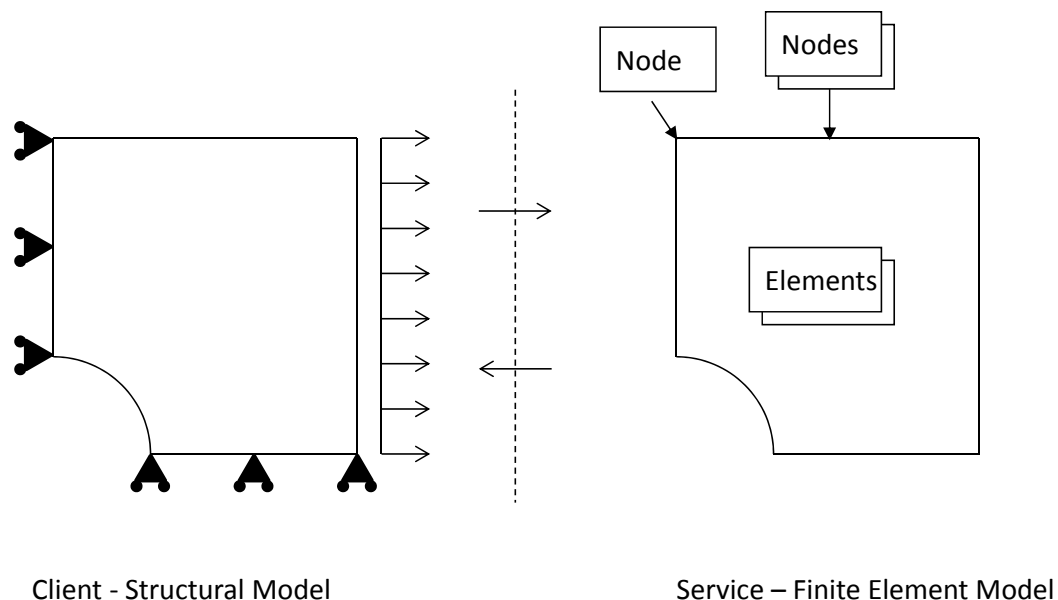 Node
Nodes
Elements
Client - Structural Model
Service – Finite Element Model